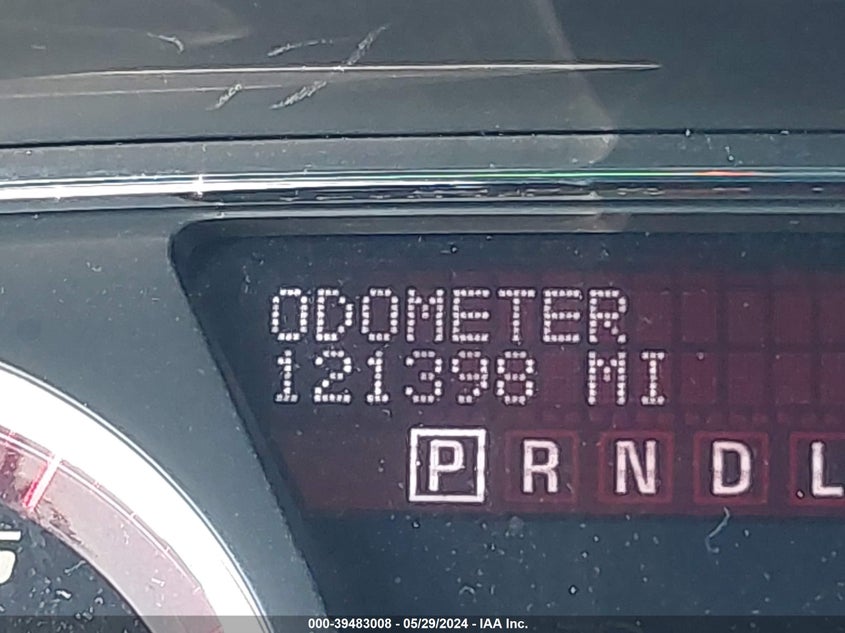 ODOMETER
121398 MI
P R N D L
000-39483008 - 05/29/2024 - IAA Inc.